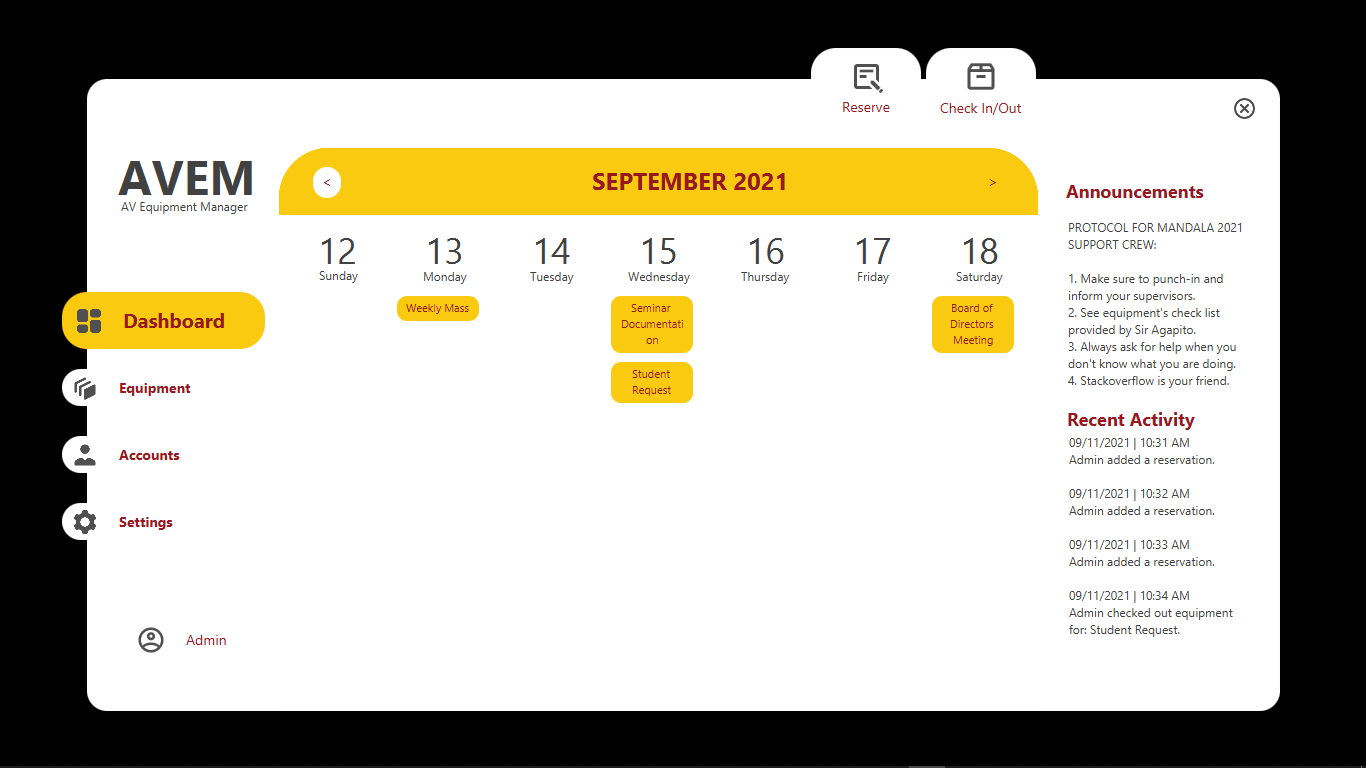 Reserve
Check In/Out
AVEM
AV Equipment Manager
Dashboard
Equipment
Accounts
Settings
Admin
<
SEPTEMBER 2021
>
12
Sunday
13
Monday
14
Tuesday
15
Wednesday
16
Thursday
17
Friday
18
Saturday
Weekly Mass
Seminar
Documentati
on
Student
Request
Board of
Directors
Meeting
Announcements
PROTOCOL FOR MANDALA 2021
SUPPORT CREW:
1. Make sure to punch-in and
inform your supervisors.
2. See equipment's check list
provided by Sir Agapito.
3. Always ask for help when you
don't know what you are doing.
4. Stackoverflow is your friend.
Recent Activity
09/11/2021 | 10:31 AM
Admin added a reservation.
09/11/2021 | 10:32 AM
Admin added a reservation.
09/11/2021 | 10:33 AM
Admin added a reservation.
09/11/2021 | 10:34 AM
Admin checked out equipment
for: Student Request.